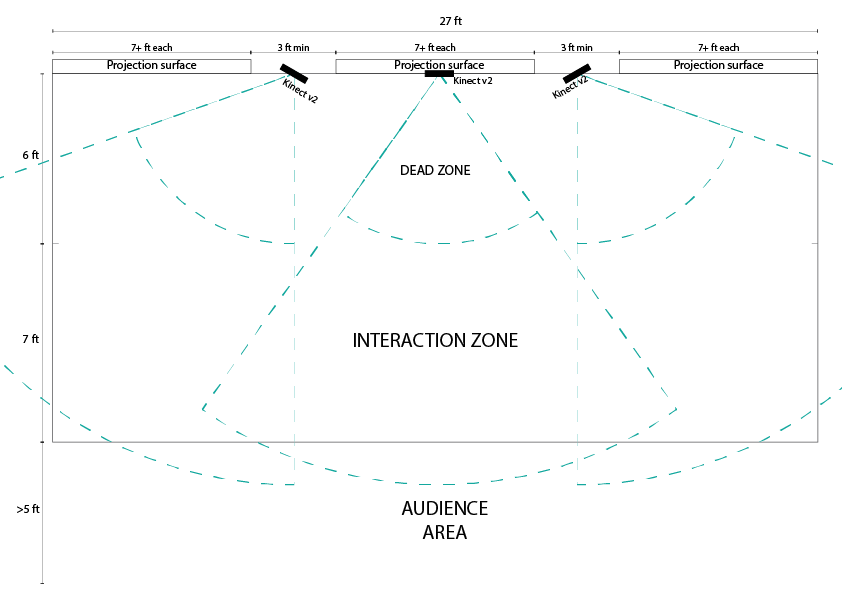 27 ft
7+ ft each
3 ft min
7+ ft each
3 ft min
7+ ft each
Projection surface
Projection surface
Projection surface
Kinect v2
Kinect v2
Kinect v2
6 ft
DEAD ZONE
7 ft
INTERACTION ZONE
>5 ft
AUDIENCE
AREA